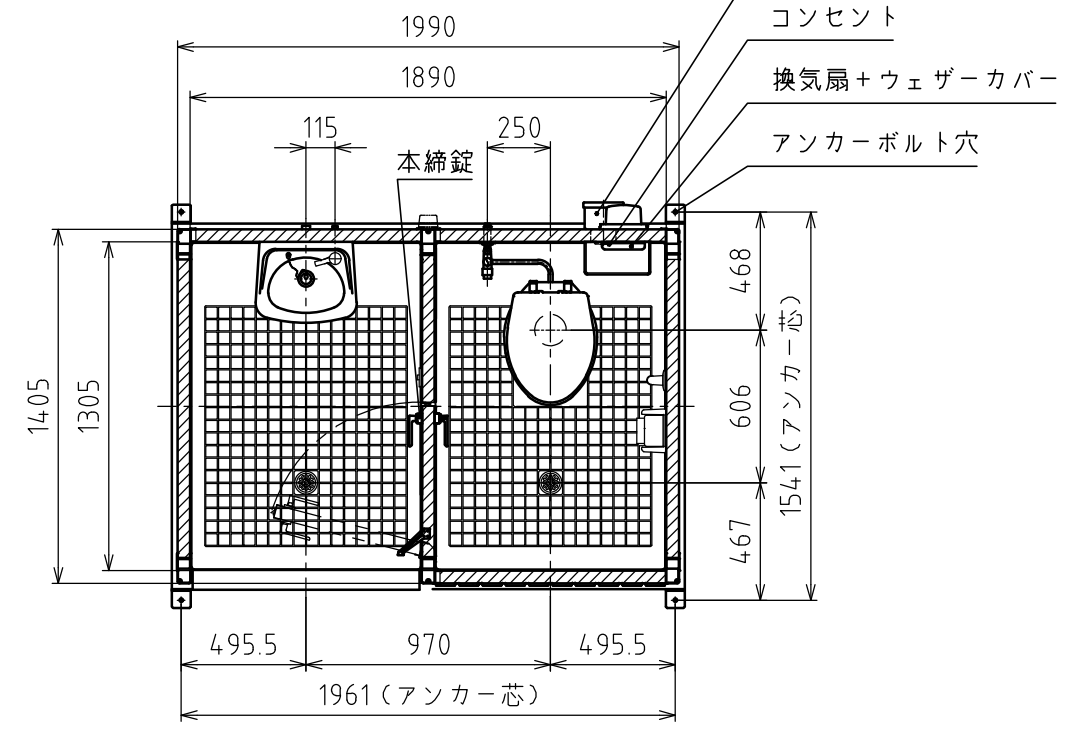 コンセント
1990
換気扇＋ウェザーカバー
1890
115
250
アンカーボルト穴
本締錠
468
1405
1305
606
1541(アンカー芯)
467
495.5
970
495.5
1961(アンカー芯)